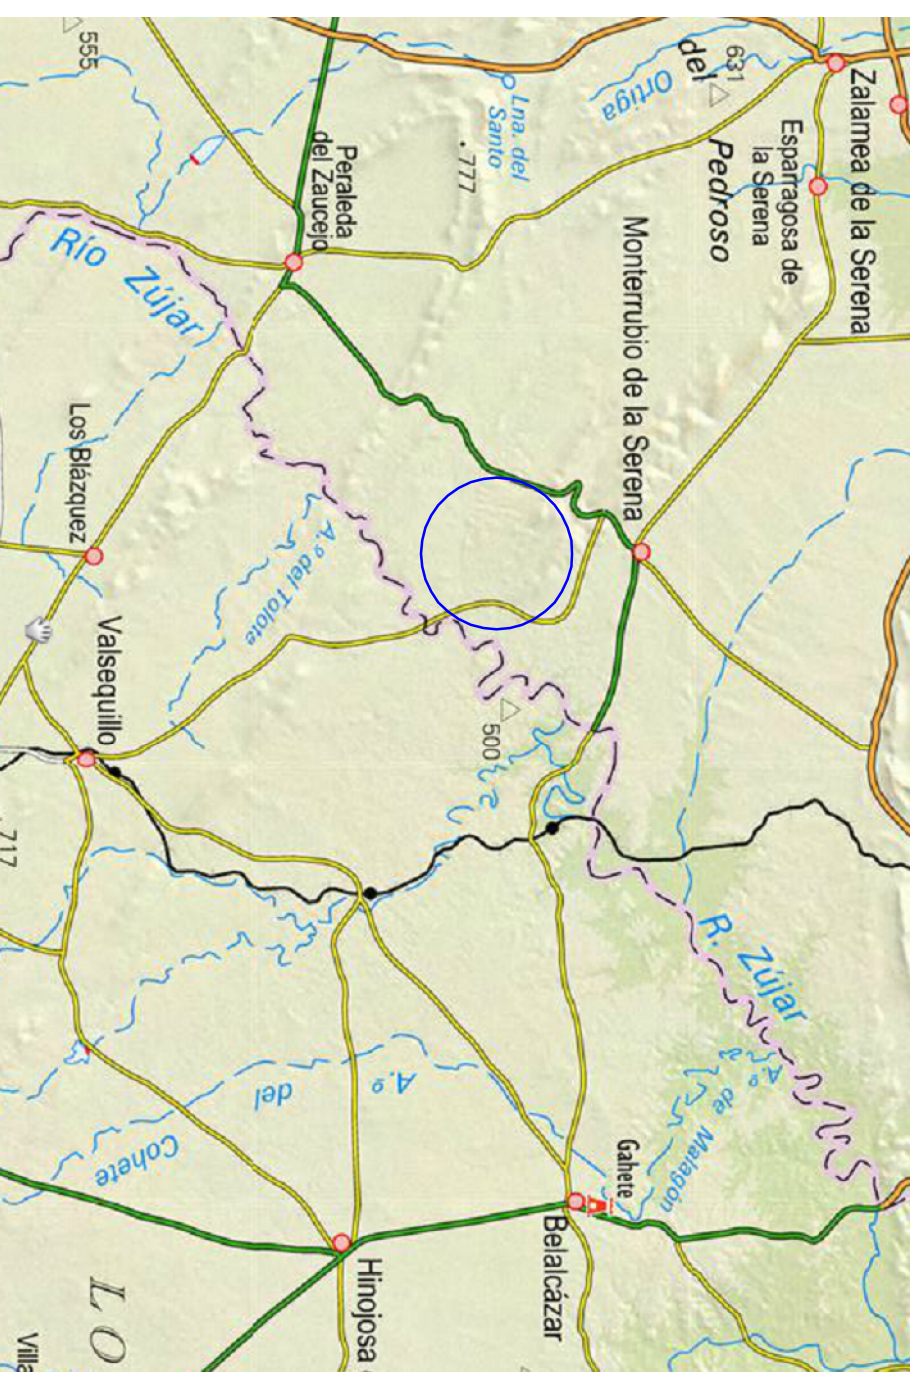 Zalamea de la Serena
Esparragosa de
la Serena
631
del
Pedroso
Ortiga
Lna. del
Santo
777
Monterrubio de la Serena
Peraleda
del Zaucejo
555
Río Zújar
Los Blázquez
A.º del Tolote
Valsequillo
500
717
R. Zújar
A.º de Malagón
Gahete
Belalcázar
A.º del Cohete
Hinojosa
L O
Villa